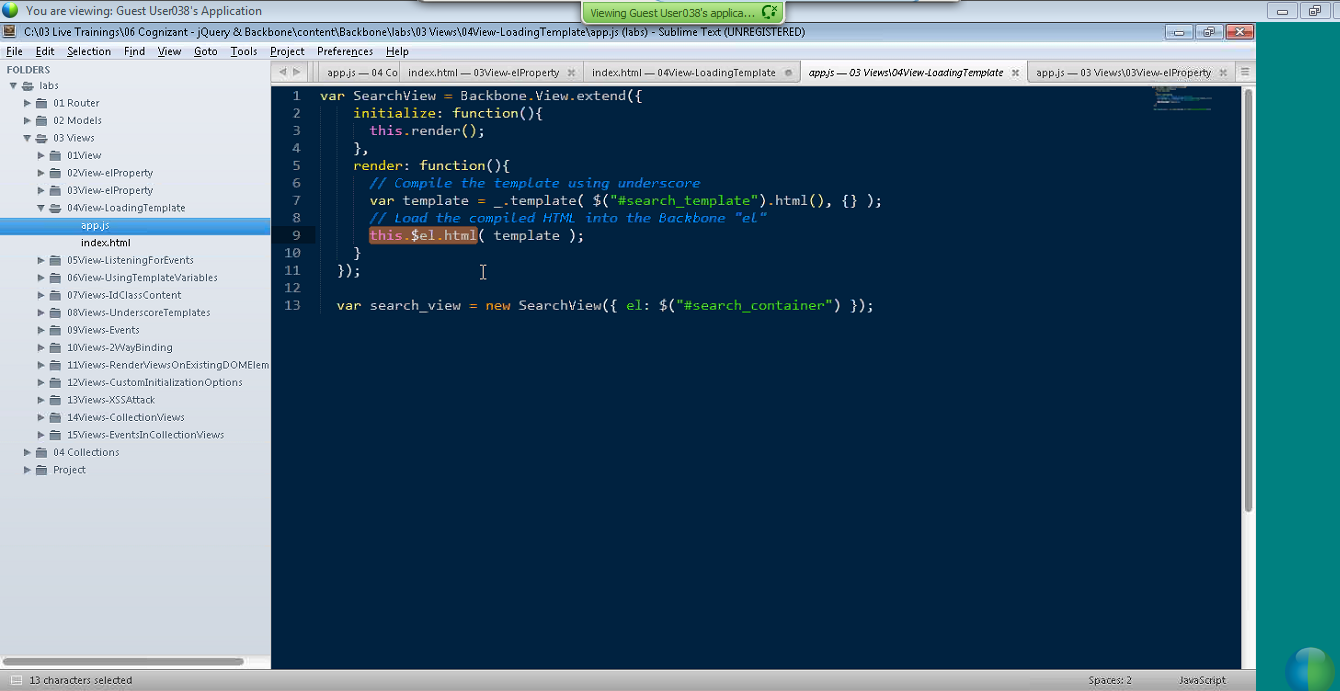 You are viewing: Guest User038's Application
Viewing Guest User038's applica...
C:\03 Live Trainings\06 Cognizant - jQuery & Backbone\content\Backbone\labs\03 Views\04View-LoadingTemplate\app.js (labs) - Sublime Text (UNREGISTERED)
File Edit Selection Find View Goto Tools Project Preferences Help
FOLDERS
labs
01 Router
02 Models
03 Views
01View
02View-elProperty
03View-elProperty
04View-LoadingTemplate
app.js
index.html
05View-ListeningForEvents
06View-UsingTemplateVariables
07Views-IdClassContent
08Views-UnderscoreTemplates
09Views-Events
10Views-2WayBinding
11Views-RenderViewsOnExistingDOMElem
12Views-CustomInitializationOptions
13Views-XSSAttack
14Views-CollectionViews
15Views-EventsInCollectionViews
04 Collections
Project
app.js — 04 Co index.html — 03View-elProperty index.html — 04View-LoadingTemplate app.js — 03 Views\04View-LoadingTemplate app.js — 03 Views\03View-elProperty
1 var SearchView = Backbone.View.extend({
2 initialize: function(){
3 this.render();
4 },
5 render: function(){
6 // Compile the template using underscore
7 var template = _.template( $("#search_template").html(), {} );
8 // Load the compiled HTML into the Backbone "el"
9 this.$el.html( template );
10 }
11 });
12
13 var search_view = new SearchView({ el: $("#search_container") });
13 characters selected Spaces: 2 JavaScript